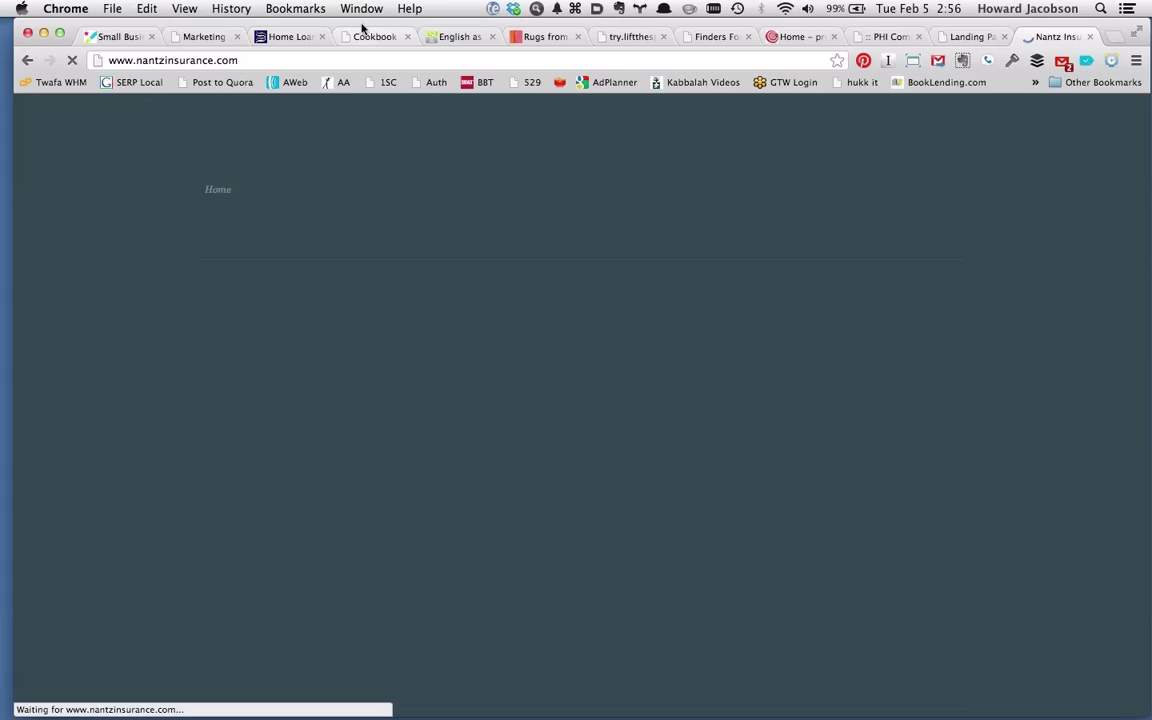 Chrome File Edit View History Bookmarks Window Help 99% Tue Feb 5 2:56 Howard Jacobson
Small Busi Marketing Home Loan Cookbook English as Rugs from try.lifthes Finders Fo Home – pr :: PHI Com Landing Pa Nantz Insu
www.nantzinsurance.com 2
Twafa WHM SERP Local Post to Quora AWeb AA 1SC Auth BBT 529 AdPlanner Kabbalah Videos GTW Login hukk it BookLending.com » Other Bookmarks
Home
Waiting for www.nantzinsurance.com...